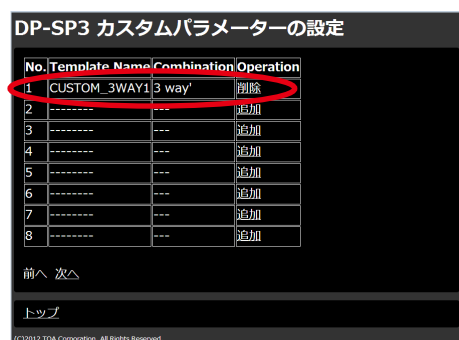 DP-SP3 カスタムパラメーターの設定
No. Template Name Combination Operation
1 CUSTOM_3WAY1 3 way' 削除
2 -------- --- 追加
3 -------- --- 追加
4 -------- --- 追加
5 -------- --- 追加
6 -------- --- 追加
7 -------- --- 追加
8 -------- --- 追加
前へ 次へ
トップ
(C)2012 TOA Corporation. All Rights Reserved